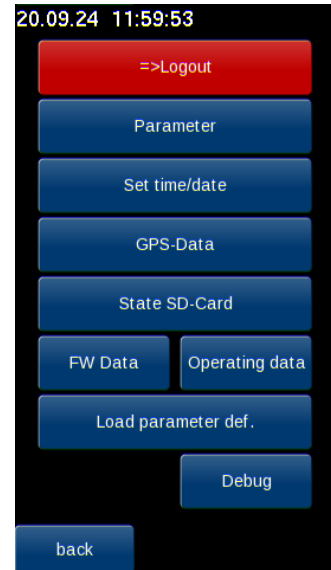 20.09.24 11:59:53
=>Logout
Parameter
Set time/date
GPS-Data
State SD-Card
FW Data Operating data
Load parameter def.
Debug
back